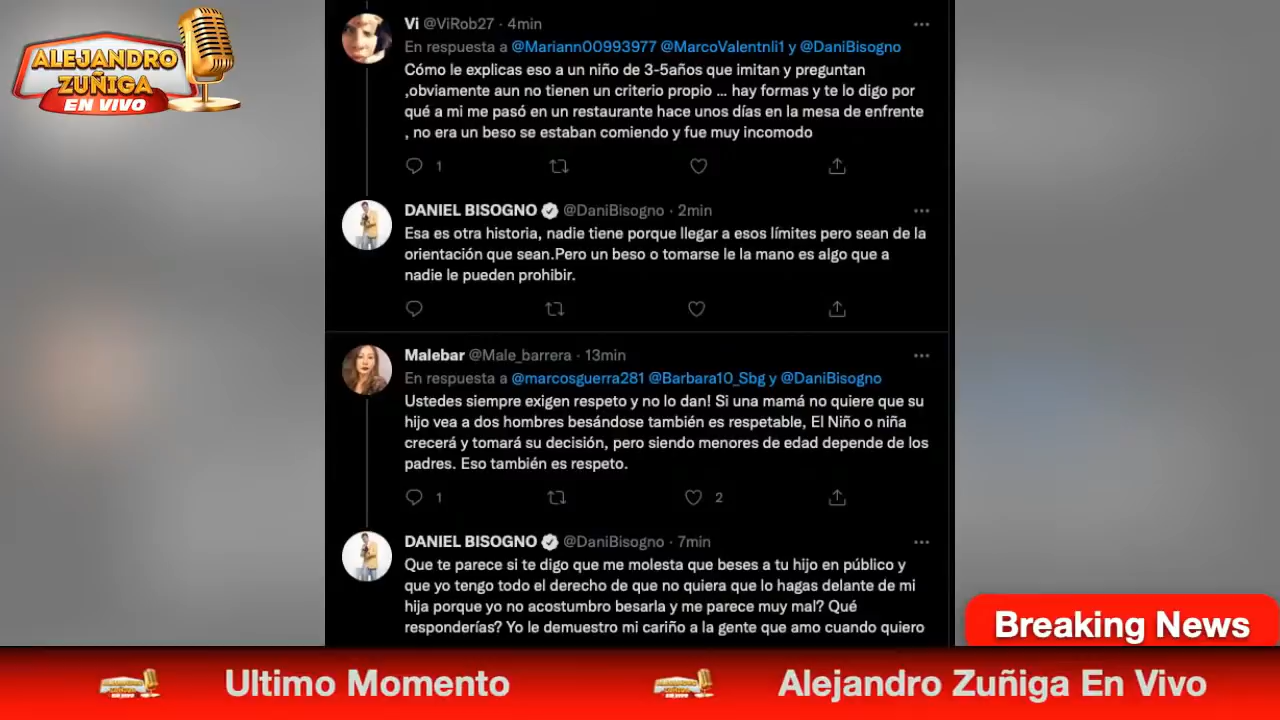 ALEJANDRO
ZUÑIGA
EN VIVO
Vi @ViRob27 · 4min
En respuesta a @Mariann00993977 @MarcoValentnli1 y @DaniBisogno
Cómo le explicas eso a un niño de 3-5años que imitan y preguntan
,obviamente aun no tienen un criterio propio ... hay formas y te lo digo por
qué a mi me pasó en un restaurante hace unos días en la mesa de enfrente
, no era un beso se estaban comiendo y fue muy incomodo
1
DANIEL BISOGNO @DaniBisogno · 2min
Esa es otra historia, nadie tiene porque llegar a esos límites pero sean de la
orientación que sean.Pero un beso o tomarse le la mano es algo que a
nadie le pueden prohibir.
Malebar @Male_barrera · 13min
En respuesta a @marcosguerra281 @Barbara10_Sbg y @DaniBisogno
Ustedes siempre exigen respeto y no lo dan! Si una mamá no quiere que su
hijo vea a dos hombres besándose también es respetable, El Niño o niña
crecerá y tomará su decisión, pero siendo menores de edad depende de los
padres. Eso también es respeto.
1 2
DANIEL BISOGNO @DaniBisogno · 7min
Que te parece si te digo que me molesta que beses a tu hijo en público y
que yo tengo todo el derecho de que no quiera que lo hagas delante de mi
hija porque yo no acostumbro besarla y me parece muy mal? Qué
responderías? Yo le demuestro mi cariño a la gente que amo cuando quiero
Breaking News
Ultimo Momento
Alejandro Zuñiga En Vivo